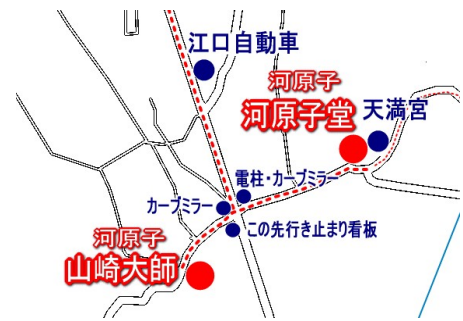 江口自動車
河原子
河原子堂
天満宮
電柱・カーブミラー
カーブミラー
この先行き止まり看板
河原子
山崎大師